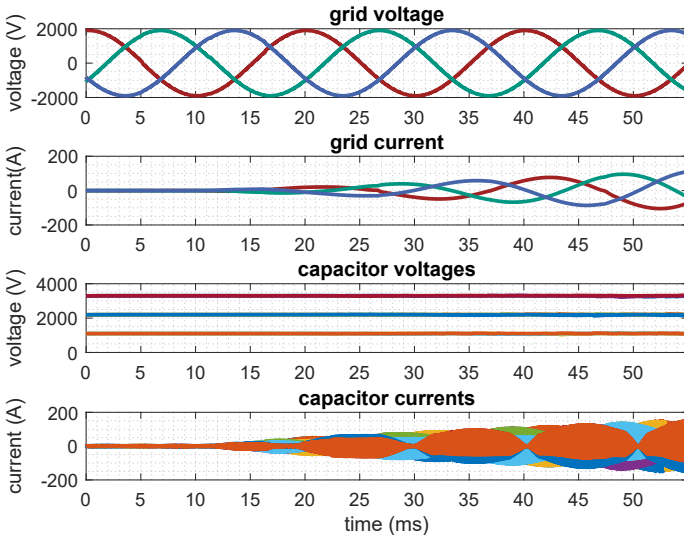 grid voltage
voltage (V)
2000
0
-2000
0 5 10 15 20 25 30 35 40 45 50
grid current
current(A)
200
0
-200
0 5 10 15 20 25 30 35 40 45 50
capacitor voltages
voltage (V)
4000
2000
0
0 5 10 15 20 25 30 35 40 45 50
capacitor currents
current (A)
200
0
-200
0 5 10 15 20 25 30 35 40 45 50
time (ms)